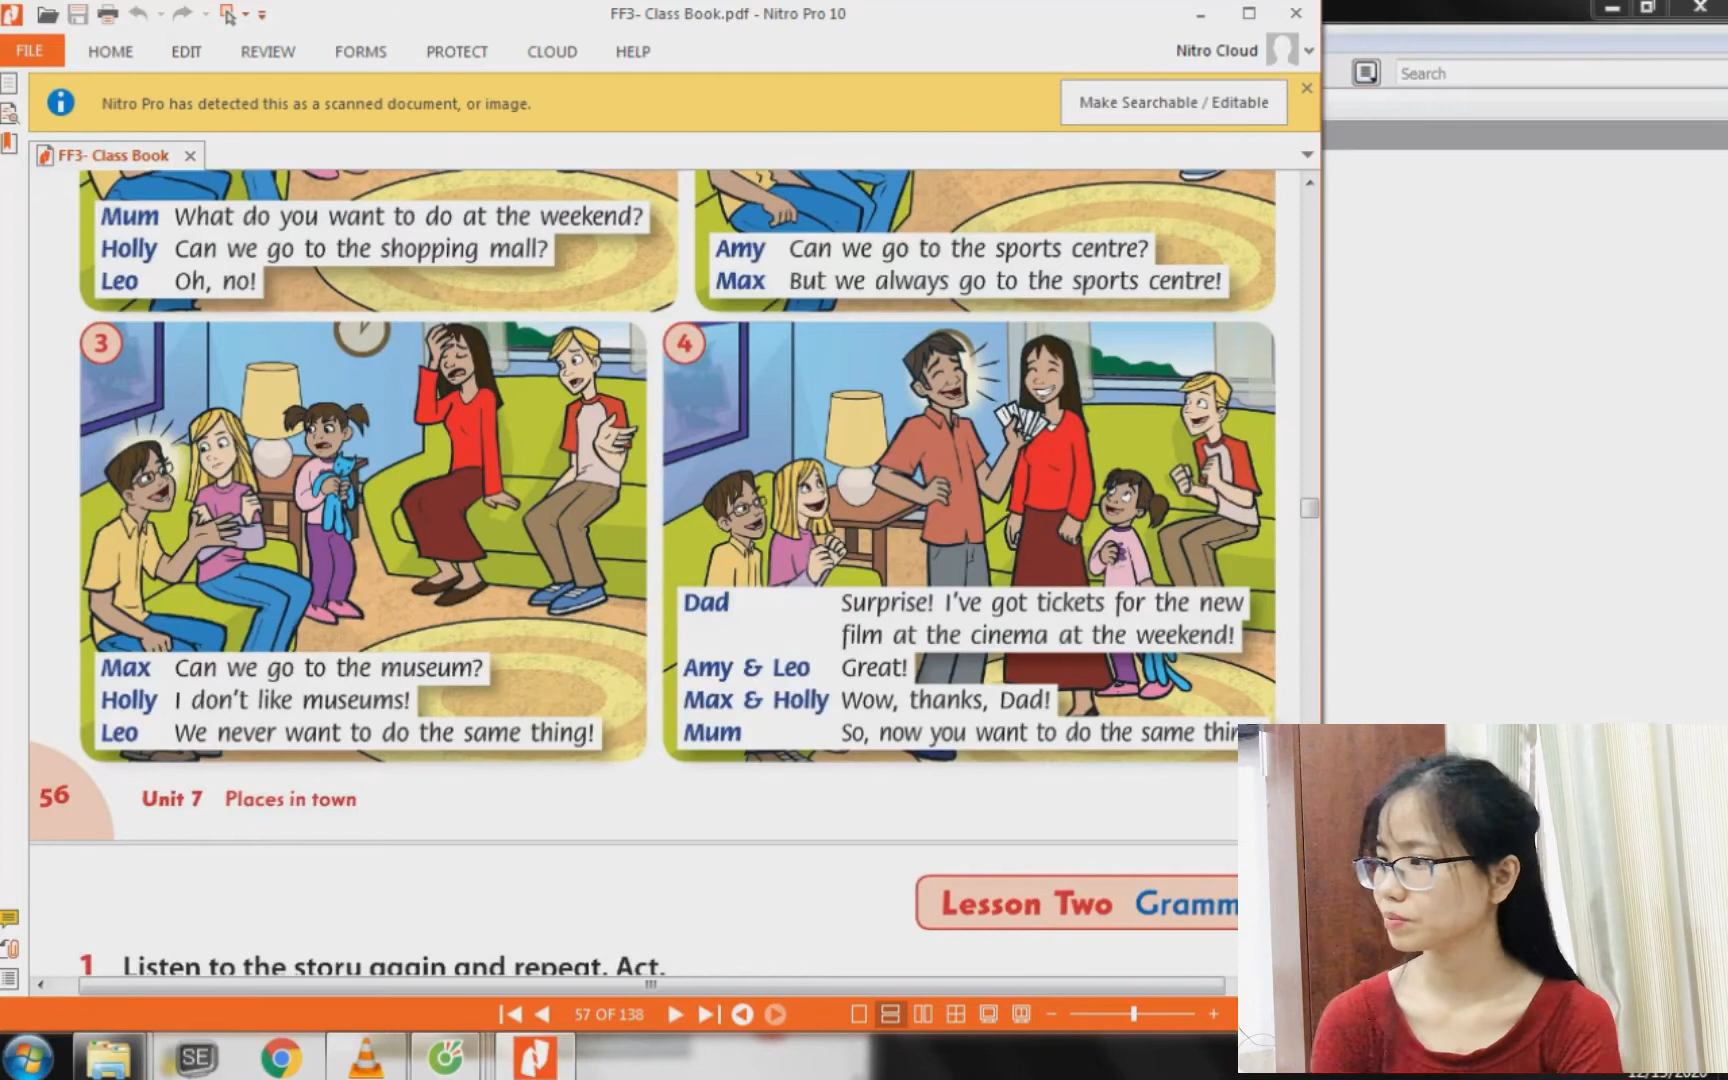 FF3- Class Book.pdf - Nitro Pro 10
FILE HOME EDIT REVIEW FORMS PROTECT CLOUD HELP Nitro Cloud
Search
Nitro Pro has detected this as a scanned document, or image. Make Searchable / Editable
FF3- Class Book
Mum What do you want to do at the weekend?
Holly Can we go to the shopping mall?
Leo Oh, no!
Amy Can we go to the sports centre?
Max But we always go to the sports centre!
3
Max Can we go to the museum?
Holly I don't like museums!
Leo We never want to do the same thing!
4
Dad Surprise! I've got tickets for the new
film at the cinema at the weekend!
Amy & Leo Great!
Max & Holly Wow, thanks, Dad!
Mum So, now you want to do the same thin
56 Unit 7 Places in town
Lesson Two Gramm
1 Listen to the story again and repeat. Act.
57 OF 138
SE